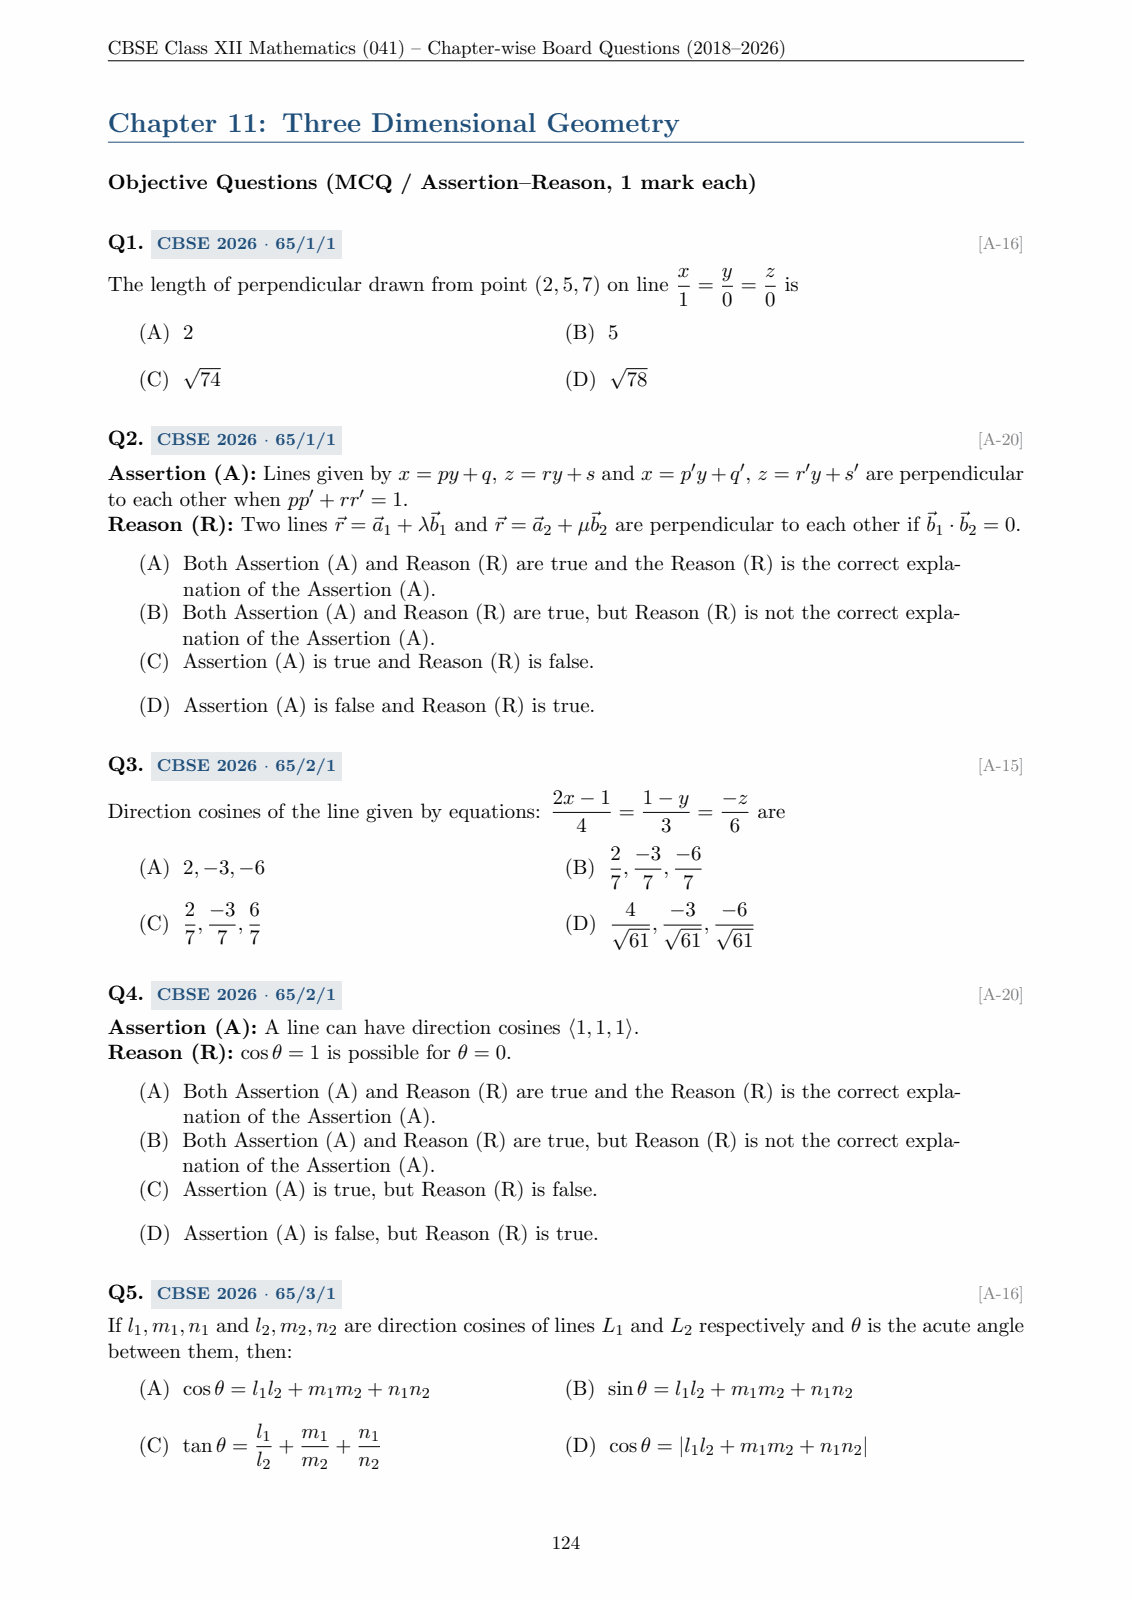 CBSE Class XII Mathematics (041) – Chapter-wise Board Questions (2018–2026)
Chapter 11: Three Dimensional Geometry
Objective Questions (MCQ / Assertion–Reason, 1 mark each)
Q1. CBSE 2026 · 65/1/1 [A-16]
The length of perpendicular drawn from point (2, 5, 7) on line x/1 = y/0 = z/0 is
(A) 2 (B) 5
(C) √74 (D) √78
Q2. CBSE 2026 · 65/1/1 [A-20]
Assertion (A): Lines given by x = py + q, z = ry + s and x = p′y + q′, z = r′y + s′ are perpendicular
to each other when pp′ + rr′ = 1.
Reason (R): Two lines r⃗ = a⃗₁ + λb⃗₁ and r⃗ = a⃗₂ + μb⃗₂ are perpendicular to each other if b⃗₁ · b⃗₂ = 0.
(A) Both Assertion (A) and Reason (R) are true and the Reason (R) is the correct expla-
nation of the Assertion (A).
(B) Both Assertion (A) and Reason (R) are true, but Reason (R) is not the correct expla-
nation of the Assertion (A).
(C) Assertion (A) is true and Reason (R) is false.
(D) Assertion (A) is false and Reason (R) is true.
Q3. CBSE 2026 · 65/2/1 [A-15]
Direction cosines of the line given by equations: (2x − 1)/4 = (1 − y)/3 = −z/6 are
(A) 2, −3, −6 (B) 2/7, −3/7, −6/7
(C) 2/7, −3/7, 6/7 (D) 4/√61, −3/√61, −6/√61
Q4. CBSE 2026 · 65/2/1 [A-20]
Assertion (A): A line can have direction cosines ⟨1, 1, 1⟩.
Reason (R): cos θ = 1 is possible for θ = 0.
(A) Both Assertion (A) and Reason (R) are true and the Reason (R) is the correct expla-
nation of the Assertion (A).
(B) Both Assertion (A) and Reason (R) are true, but Reason (R) is not the correct expla-
nation of the Assertion (A).
(C) Assertion (A) is true, but Reason (R) is false.
(D) Assertion (A) is false, but Reason (R) is true.
Q5. CBSE 2026 · 65/3/1 [A-16]
If l₁, m₁, n₁ and l₂, m₂, n₂ are direction cosines of lines L₁ and L₂ respectively and θ is the acute angle
between them, then:
(A) cos θ = l₁l₂ + m₁m₂ + n₁n₂ (B) sin θ = l₁l₂ + m₁m₂ + n₁n₂
(C) tan θ = l₁/l₂ + m₁/m₂ + n₁/n₂ (D) cos θ = |l₁l₂ + m₁m₂ + n₁n₂|
124